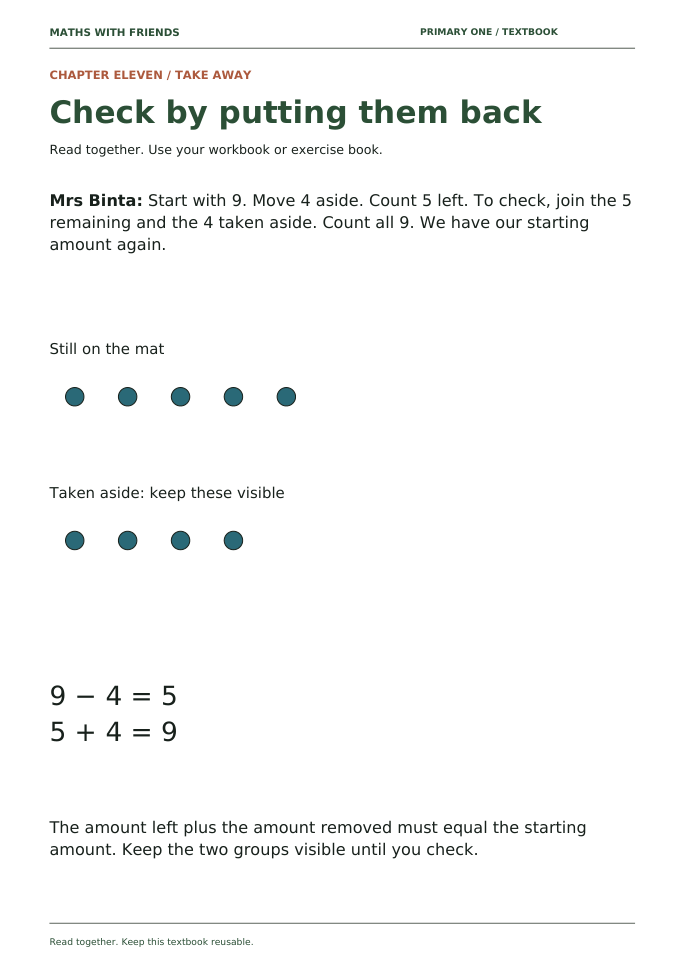 MATHS WITH FRIENDS
PRIMARY ONE / TEXTBOOK
CHAPTER ELEVEN / TAKE AWAY
Check by putting them back
Read together. Use your workbook or exercise book.
Mrs Binta: Start with 9. Move 4 aside. Count 5 left. To check, join the 5
remaining and the 4 taken aside. Count all 9. We have our starting
amount again.
Still on the mat
Taken aside: keep these visible
9 − 4 = 5
5 + 4 = 9
The amount left plus the amount removed must equal the starting
amount. Keep the two groups visible until you check.
Read together. Keep this textbook reusable.